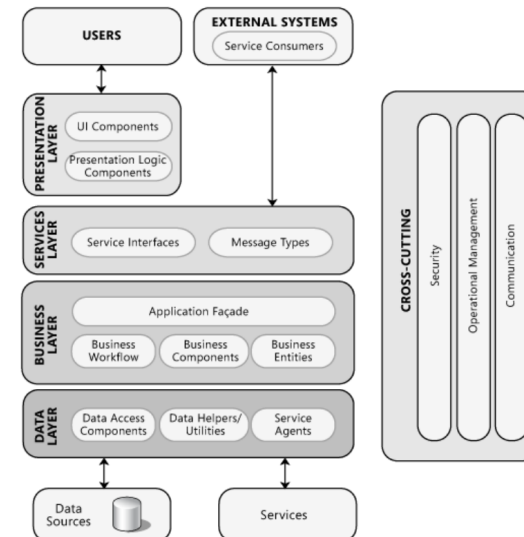 USERS
EXTERNAL SYSTEMS
Service Consumers
PRESENTATION
LAYER
UI Components
Presentation Logic
Components
SERVICES
LAYER
Service Interfaces
Message Types
BUSINESS
LAYER
Application Façade
Business
Workflow
Business
Components
Business
Entities
DATA
LAYER
Data Access
Components
Data Helpers/
Utilities
Service
Agents
Data
Sources
Services
CROSS-CUTTING
Security
Operational Management
Communication